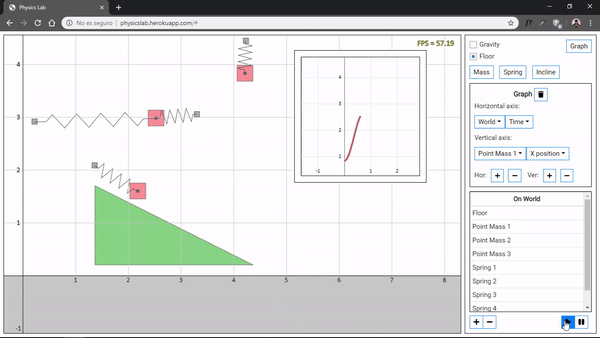 Physics Lab
No es seguro | physicslab.herokuapp.com/#
FPS = 57.19
4
3
2
1
-1
1
2
3
4
5
6
7
8
4
3
2
1
-1
1
2
Gravity
Floor
Graph
Mass
Spring
Incline
Graph
Horizontal axis:
World
Time
Vertical axis:
Point Mass 1
X position
Hor:
+
-
Ver:
+
-
On World
Floor
Point Mass 1
Point Mass 2
Point Mass 3
Spring 1
Spring 2
Spring 3
Spring 4
+
-